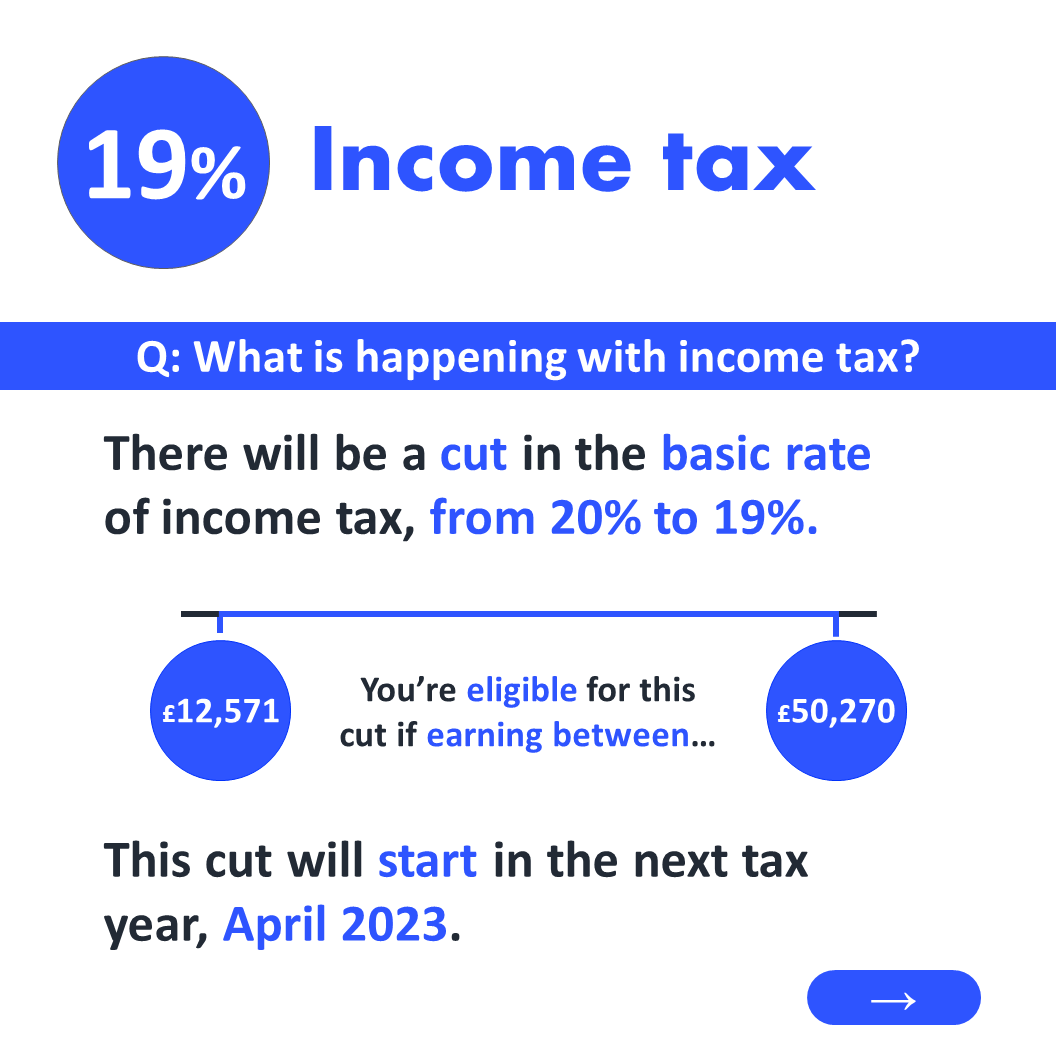 19%
Income tax
Q: What is happening with income tax?
There will be a cut in the basic rate
of income tax, from 20% to 19%.
£12,571
You’re eligible for this
cut if earning between...
£50,270
This cut will start in the next tax
year, April 2023.
→